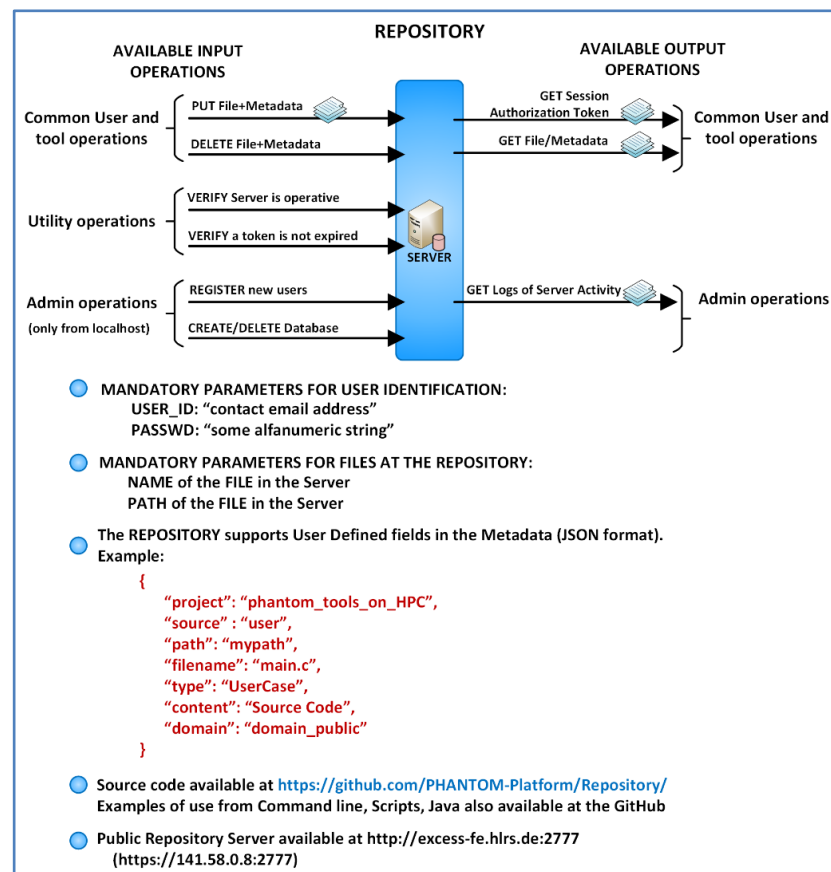 REPOSITORY
AVAILABLE INPUT
OPERATIONS
AVAILABLE OUTPUT
OPERATIONS
Common User and
tool operations
PUT File+Metadata
DELETE File+Metadata
GET Session
Authorization Token
GET File/Metadata
Common User and
tool operations
Utility operations
VERIFY Server is operative
VERIFY a token is not expired
SERVER
Admin operations
(only from localhost)
REGISTER new users
CREATE/DELETE Database
GET Logs of Server Activity
Admin operations
MANDATORY PARAMETERS FOR USER IDENTIFICATION:
USER_ID: “contact email address”
PASSWD: “some alfanumeric string”
MANDATORY PARAMETERS FOR FILES AT THE REPOSITORY:
NAME of the FILE in the Server
PATH of the FILE in the Server
The REPOSITORY supports User Defined fields in the Metadata (JSON format).
Example:
{
“project”: “phantom_tools_on_HPC”,
“source” : “user”,
“path”: “mypath”,
“filename”: “main.c”,
“type”: “UserCase”,
“content”: “Source Code”,
“domain”: “domain_public”
}
Source code available at https://github.com/PHANTOM-Platform/Repository/
Examples of use from Command line, Scripts, Java also available at the GitHub
Public Repository Server available at http://excess-fe.hlrs.de:2777
(https://141.58.0.8:2777)